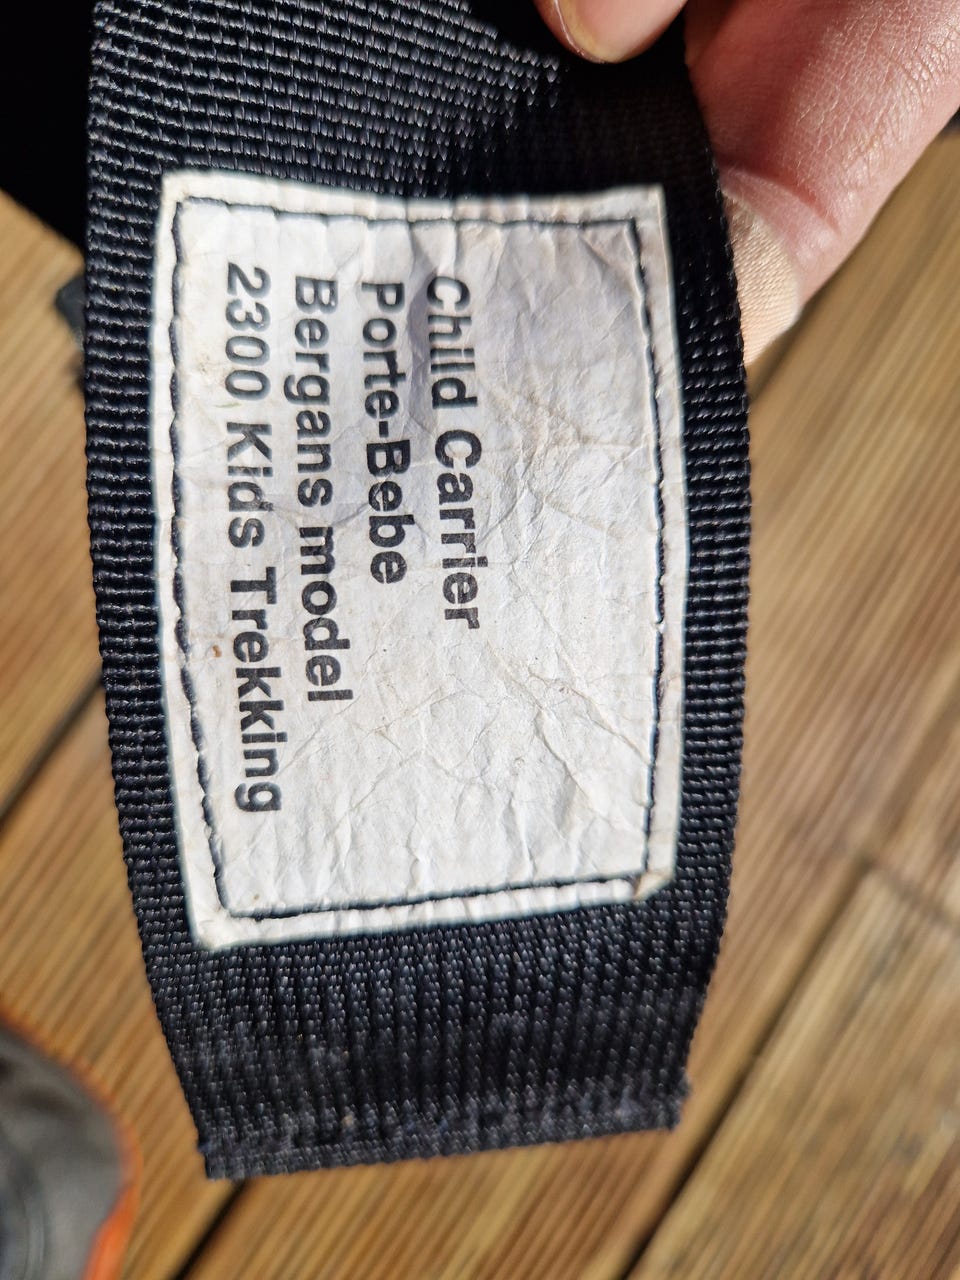 Child Carrier
Porte-Bebe
Bergans model
2300 Kids Trekking